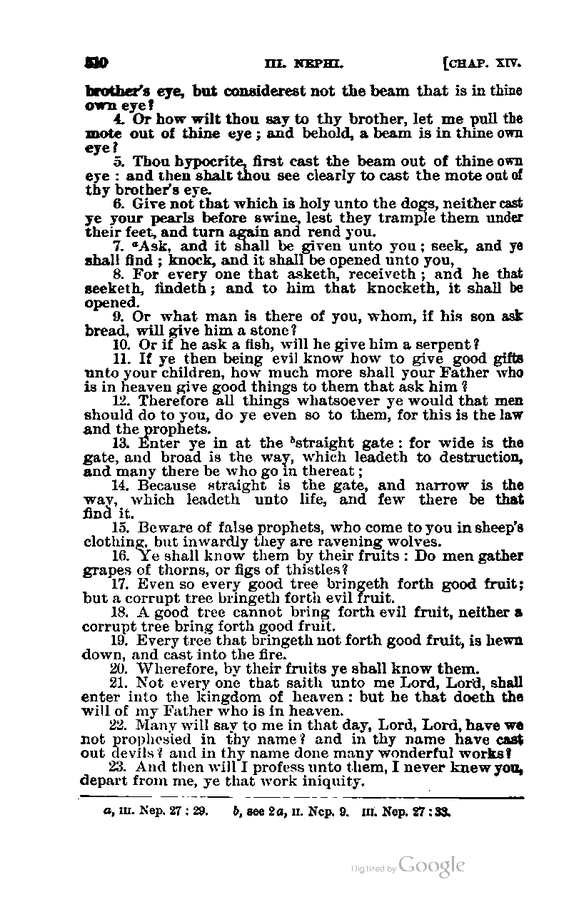 510 III. NEPHI. [CHAP. XIV.
brother's eye, but considerest not the beam that is in thine
own eye?
4. Or how wilt thou say to thy brother, let me pull the
mote out of thine eye; and behold, a beam is in thine own
eye?
5. Thou hypocrite, first cast the beam out of thine own
eye: and then shalt thou see clearly to cast the mote out of
thy brother's eye.
6. Give not that which is holy unto the dogs, neither cast
ye your pearls before swine, lest they trample them under
their feet, and turn again and rend you.
7. ᵃAsk, and it shall be given unto you; seek, and ye
shall find; knock, and it shall be opened unto you,
8. For every one that asketh, receiveth; and he that
seeketh, findeth; and to him that knocketh, it shall be
opened.
9. Or what man is there of you, whom, if his son ask
bread, will give him a stone?
10. Or if he ask a fish, will he give him a serpent?
11. If ye then being evil know how to give good gifts
unto your children, how much more shall your Father who
is in heaven give good things to them that ask him?
12. Therefore all things whatsoever ye would that men
should do to you, do ye even so to them, for this is the law
and the prophets.
13. Enter ye in at the ᵇstraight gate: for wide is the
gate, and broad is the way, which leadeth to destruction,
and many there be who go in thereat;
14. Because straight is the gate, and narrow is the
way, which leadeth unto life, and few there be that
find it.
15. Beware of false prophets, who come to you in sheep's
clothing, but inwardly they are ravening wolves.
16. Ye shall know them by their fruits: Do men gather
grapes of thorns, or figs of thistles?
17. Even so every good tree bringeth forth good fruit;
but a corrupt tree bringeth forth evil fruit.
18. A good tree cannot bring forth evil fruit, neither a
corrupt tree bring forth good fruit.
19. Every tree that bringeth not forth good fruit, is hewn
down, and cast into the fire.
20. Wherefore, by their fruits ye shall know them.
21. Not every one that saith unto me Lord, Lord, shall
enter into the kingdom of heaven: but he that doeth the
will of my Father who is in heaven.
22. Many will say to me in that day, Lord, Lord, have we
not prophesied in thy name? and in thy name have cast
out devils? and in thy name done many wonderful works?
23. And then will I profess unto them, I never knew you,
depart from me, ye that work iniquity.
a, III. Nep. 27: 29. b, see 2a, II. Nep. 9. III. Nep. 27: 33.
Digitized by Google